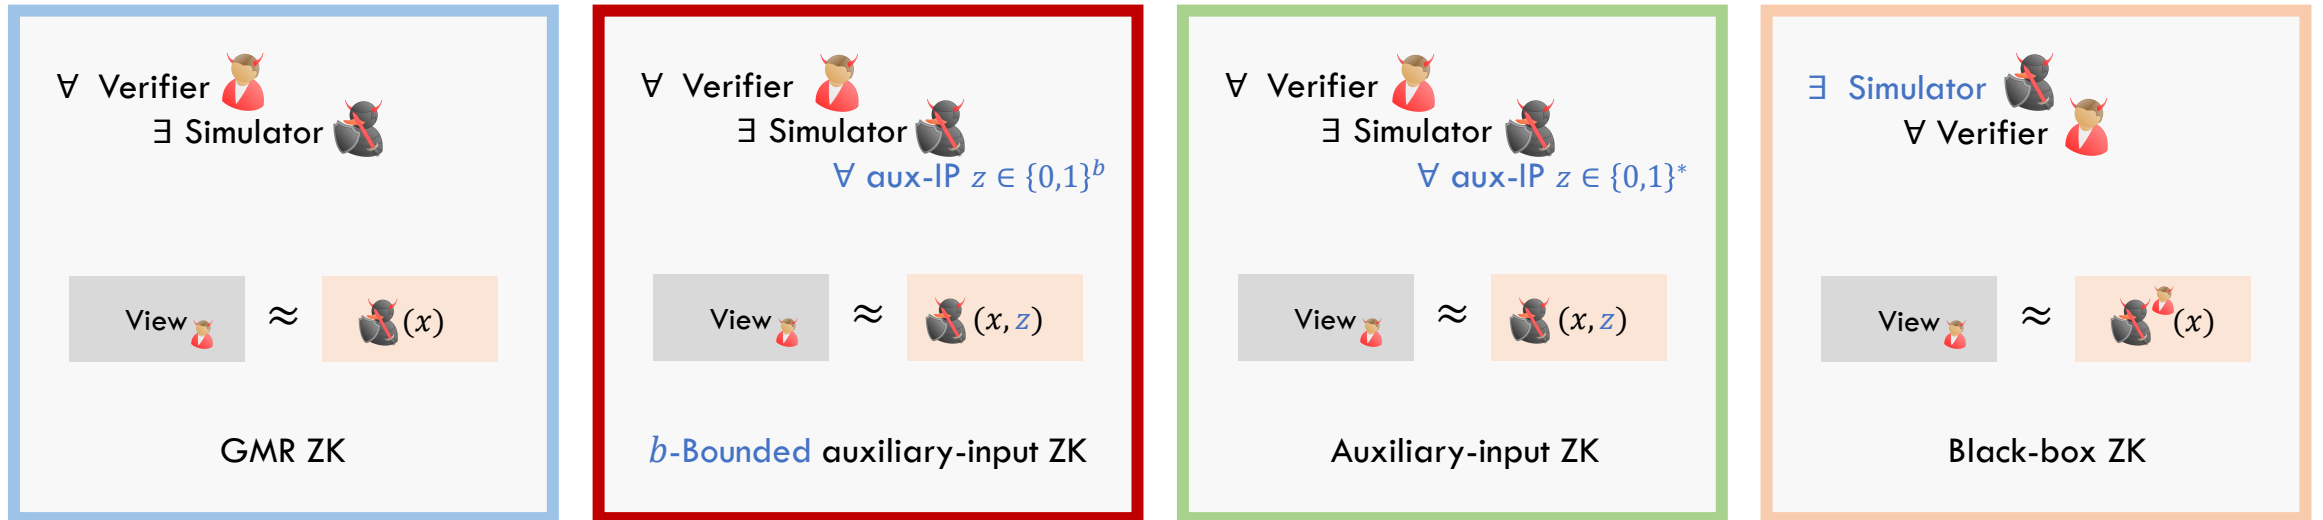 ∀ Verifier
∃ Simulator
View ≈ (x)
GMR ZK
∀ Verifier
∃ Simulator
∀ aux-IP z ∈ {0,1}ᵇ
View ≈ (x, z)
b-Bounded auxiliary-input ZK
∀ Verifier
∃ Simulator
∀ aux-IP z ∈ {0,1}*
View ≈ (x, z)
Auxiliary-input ZK
∃ Simulator
∀ Verifier
View ≈ (x)
Black-box ZK